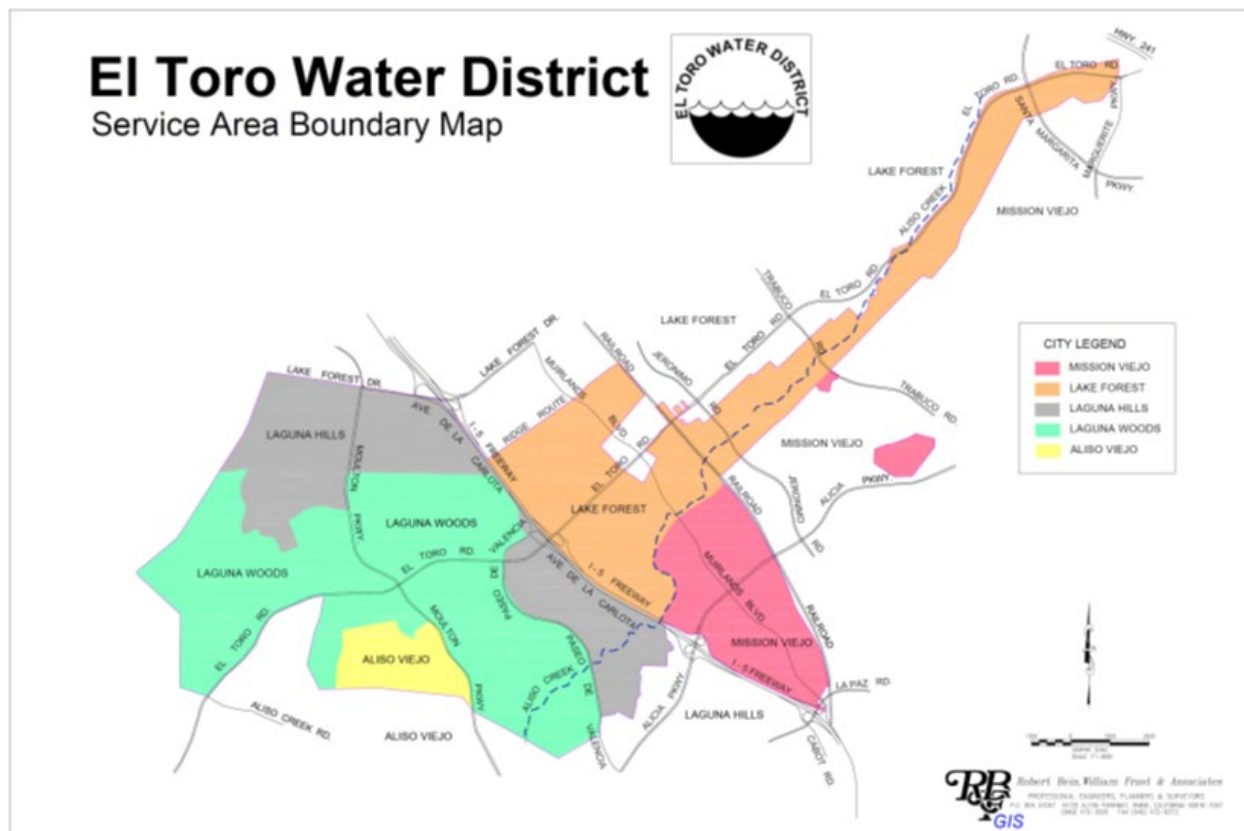 El Toro Water District
Service Area Boundary Map
EL TORO WATER DISTRICT
HWY. 241
EL TORO RD.
EL TORO RD.
SANTA MARGARITA PKWY.
MARGUERITE PKWY
LAKE FOREST
ALISO CREEK
MISSION VIEJO
TRABUCO RD.
EL TORO RD.
LAKE FOREST
LAKE FOREST DR.
RAILROAD
JERONIMO RD.
EL TORO RD.
MUIRLANDS BLVD.
CITY LEGEND
MISSION VIEJO
LAKE FOREST
LAGUNA HILLS
LAGUNA WOODS
ALISO VIEJO
LAKE FOREST DR.
AVE. DE LA CARLOTA
I - 5 FREEWAY
RIDGE ROUTE
TRABUCO RD.
LAGUNA HILLS
MOULTON PKWY.
MISSION VIEJO
EL TORO RD.
ALICIA PKWY.
RAILROAD
JERONIMO RD.
LAKE FOREST
LAGUNA WOODS
VALENCIA
DE
PASEO
EL TORO RD.
LAGUNA WOODS
AVE. DE LA CARLOTA
I - 5 FREEWAY
MUIRLANDS BLVD.
RAILROAD
EL TORO RD.
MOULTON PKWY
PASEO DE VALENCIA
ALISO VIEJO
MISSION VIEJO
ALISO CREEK
I - 5 FREEWAY
LA PAZ RD.
ALICIA PKWY
LAGUNA HILLS
ALISO CREEK RD.
ALISO VIEJO
CABOT RD.
Robert Bein, William Frost & Associates
PROFESSIONAL ENGINEERS, PLANNERS & SURVEYORS
GIS